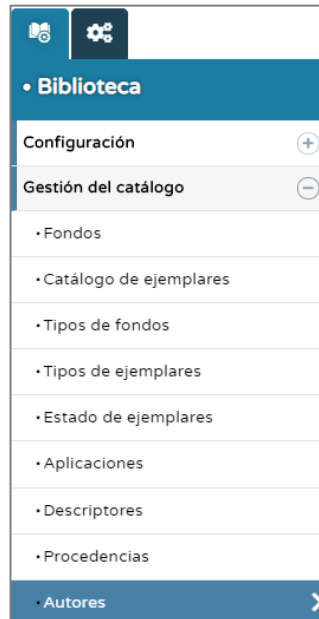 • Biblioteca
Configuración
Gestión del catálogo
• Fondos
• Catálogo de ejemplares
• Tipos de fondos
• Tipos de ejemplares
• Estado de ejemplares
• Aplicaciones
• Descriptores
• Procedencias
• Autores